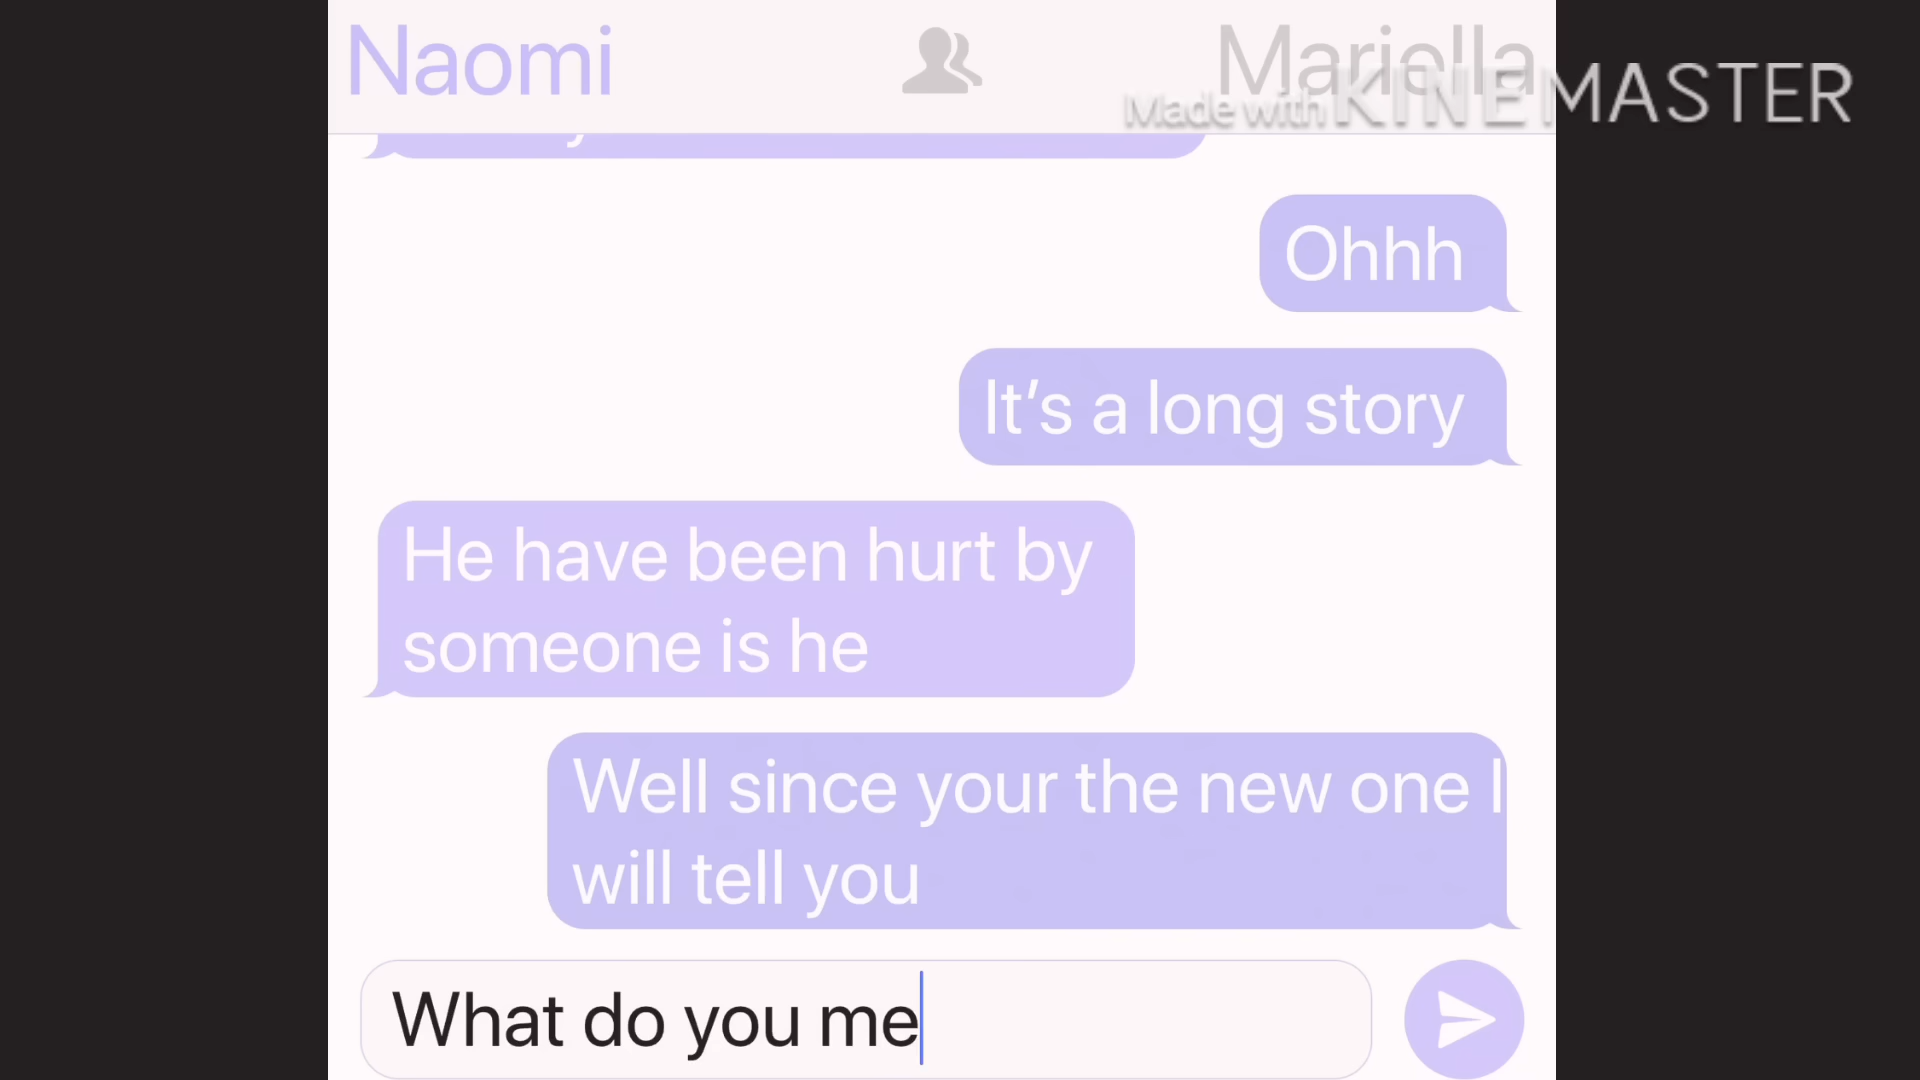 Naomi
Mariella
Made with KINEMASTER
Ohhh
It's a long story
He have been hurt by
someone is he
Well since your the new one I
will tell you
What do you me